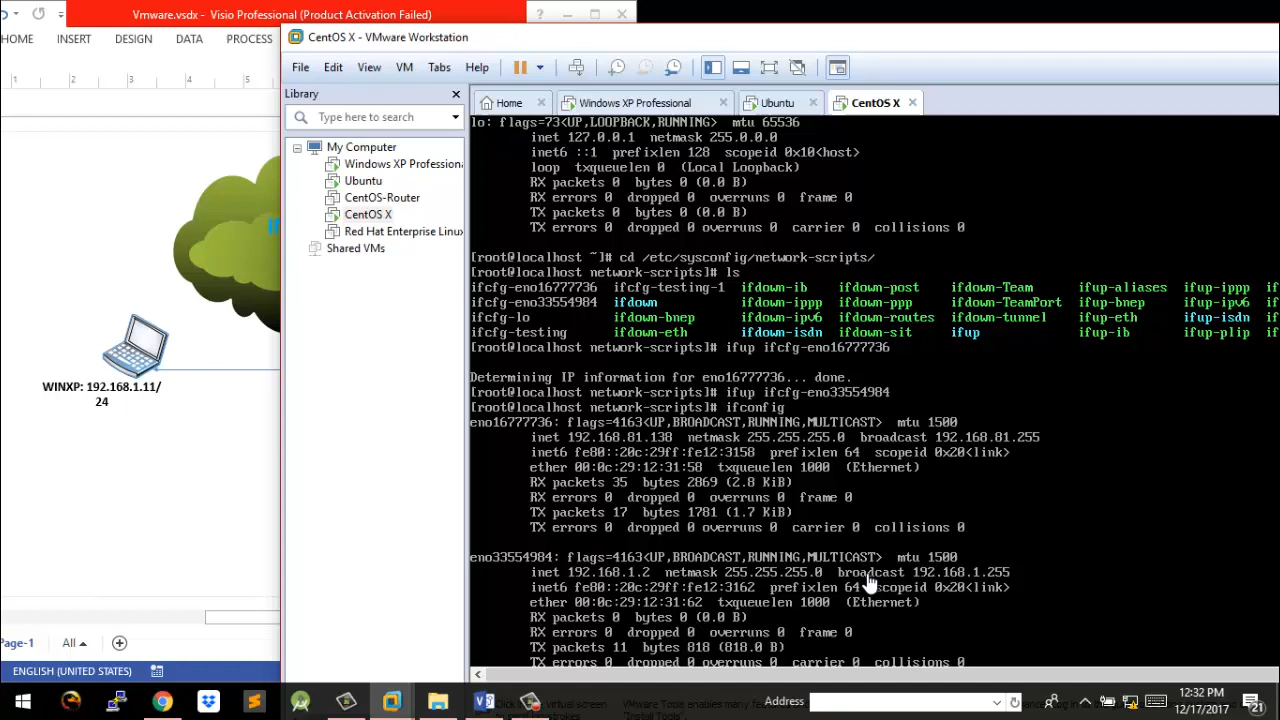 Vmware.vsdx - Visio Professional (Product Activation Failed)
HOME INSERT DESIGN DATA PROCESS
1 2 3 4 5
WINXP: 192.168.1.11/
24
Page-1 All
ENGLISH (UNITED STATES)
CentOS X - VMware Workstation
File Edit View VM Tabs Help
Library
Type here to search
My Computer
Windows XP Profession
Ubuntu
CentOS-Router
CentOS X
Red Hat Enterprise Linux
Shared VMs
Home Windows XP Professional Ubuntu CentOS X
lo: flags=73<UP,LOOPBACK,RUNNING> mtu 65536
inet 127.0.0.1 netmask 255.0.0.0
inet6 ::1 prefixlen 128 scopeid 0x10<host>
loop txqueuelen 0 (Local Loopback)
RX packets 0 bytes 0 (0.0 B)
RX errors 0 dropped 0 overruns 0 frame 0
TX packets 0 bytes 0 (0.0 B)
TX errors 0 dropped 0 overruns 0 carrier 0 collisions 0
[root@localhost ~]# cd /etc/sysconfig/network-scripts/
[root@localhost network-scripts]# ls
ifcfg-eno16777736 ifcfg-testing-1 ifdown-ib ifdown-post ifdown-Team ifup-aliases ifup-ippp if
ifcfg-eno33554984 ifdown ifdown-ippp ifdown-ppp ifdown-TeamPort ifup-bnep ifup-ipv6 if
ifcfg-lo ifdown-bnep ifdown-ipv6 ifdown-routes ifdown-tunnel ifup-eth ifup-isdn if
ifcfg-testing ifdown-eth ifdown-isdn ifdown-sit ifup ifup-ib ifup-plip if
[root@localhost network-scripts]# ifup ifcfg-eno16777736
Determining IP information for eno16777736... done.
[root@localhost network-scripts]# ifup ifcfg-eno33554984
[root@localhost network-scripts]# ifconfig
eno16777736: flags=4163<UP,BROADCAST,RUNNING,MULTICAST> mtu 1500
inet 192.168.81.138 netmask 255.255.255.0 broadcast 192.168.81.255
inet6 fe80::20c:29ff:fe12:3158 prefixlen 64 scopeid 0x20<link>
ether 00:0c:29:12:31:58 txqueuelen 1000 (Ethernet)
RX packets 35 bytes 2869 (2.8 KiB)
RX errors 0 dropped 0 overruns 0 frame 0
TX packets 17 bytes 1781 (1.7 KiB)
TX errors 0 dropped 0 overruns 0 carrier 0 collisions 0
eno33554984: flags=4163<UP,BROADCAST,RUNNING,MULTICAST> mtu 1500
inet 192.168.1.2 netmask 255.255.255.0 broadcast 192.168.1.255
inet6 fe80::20c:29ff:fe12:3162 prefixlen 64 scopeid 0x20<link>
ether 00:0c:29:12:31:62 txqueuelen 1000 (Ethernet)
RX packets 0 bytes 0 (0.0 B)
RX errors 0 dropped 0 overruns 0 frame 0
TX packets 11 bytes 818 (818.0 B)
TX errors 0 dropped 0 overruns 0 carrier 0 collisions 0
Address
12:32 PM
12/17/2017
21